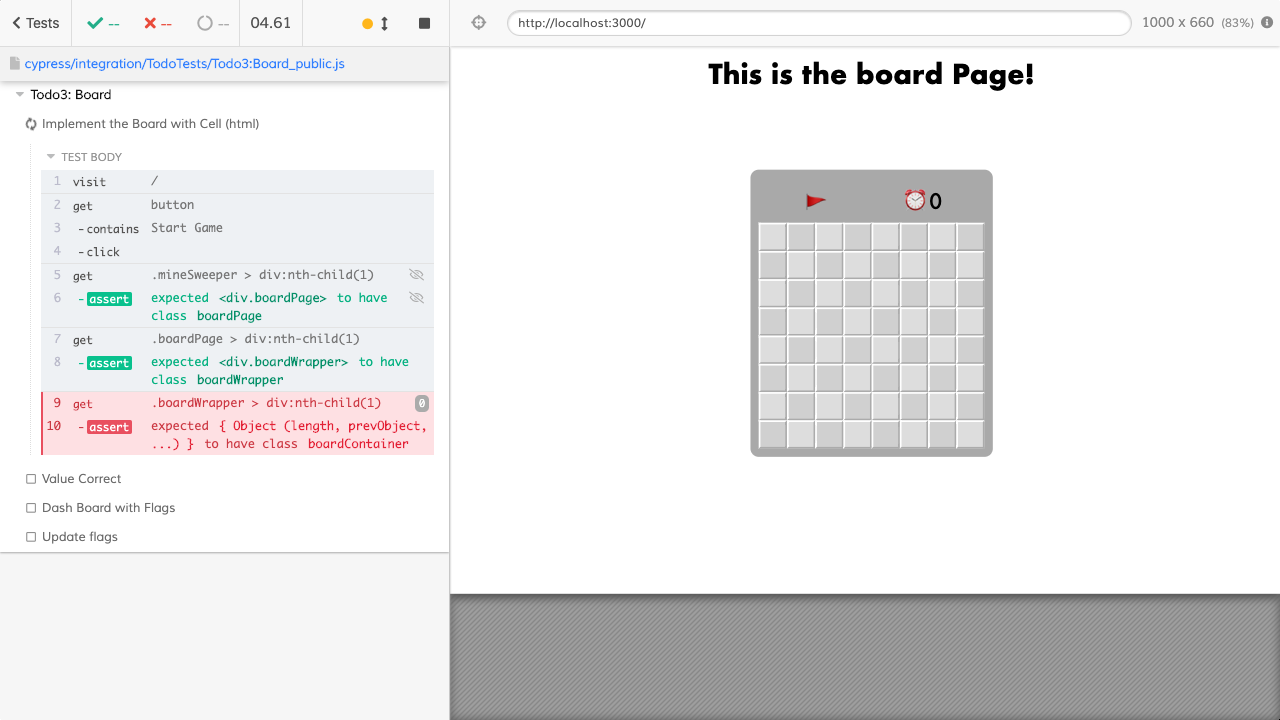 Tests -- -- -- 04.61
http://localhost:3000/ 1000 x 660 (83%)
cypress/integration/TodoTests/Todo3:Board_public.js
Todo3: Board
Implement the Board with Cell (html)
TEST BODY
1 visit /
2 get button
3 -contains Start Game
4 -click
5 get .mineSweeper > div:nth-child(1)
6 -assert expected <div.boardPage> to have
class boardPage
7 get .boardPage > div:nth-child(1)
8 -assert expected <div.boardWrapper> to have
class boardWrapper
9 get .boardWrapper > div:nth-child(1) 0
10 -assert expected { Object (length, prevObject,
...) } to have class boardContainer
Value Correct
Dash Board with Flags
Update flags
This is the board Page!
0